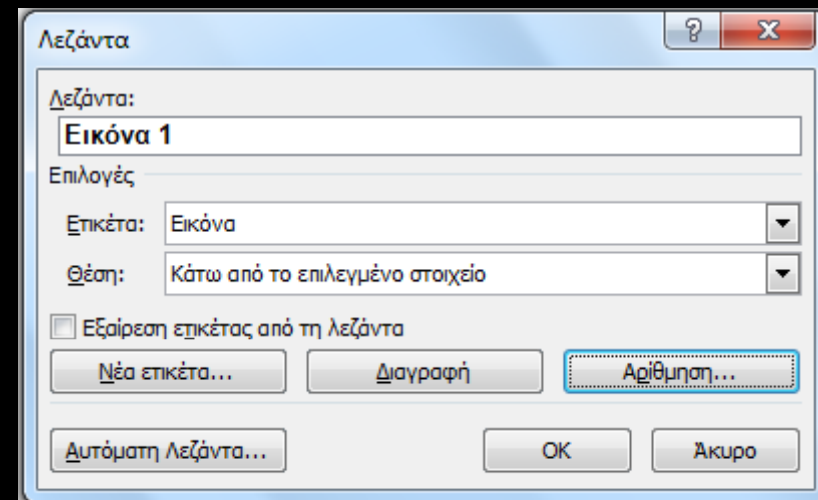 Λεζάντα
Λεζάντα:
Εικόνα 1
Επιλογές
Ετικέτα: Εικόνα
Θέση: Κάτω από το επιλεγμένο στοιχείο
Εξαίρεση ετικέτας από τη λεζάντα
Νέα ετικέτα... Διαγραφή Αρίθμηση...
Αυτόματη Λεζάντα... OK Άκυρο